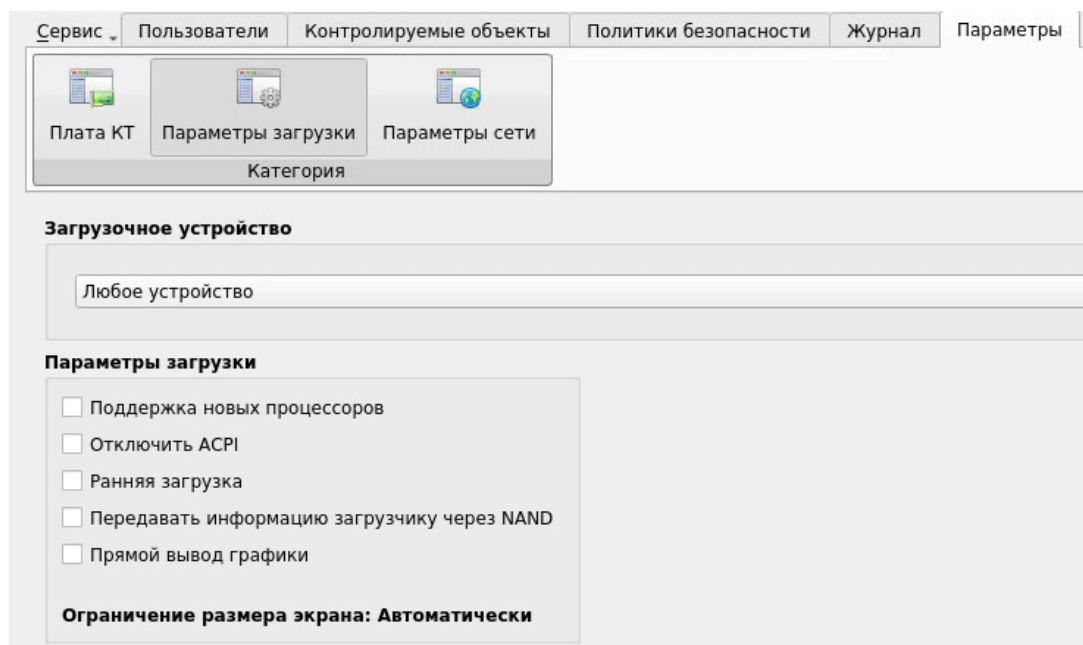 Сервис Пользователи Контролируемые объекты Политики безопасности Журнал Параметры
Плата КТ Параметры загрузки Параметры сети
Категория
Загрузочное устройство
Любое устройство
Параметры загрузки
Поддержка новых процессоров
Отключить ACPI
Ранняя загрузка
Передавать информацию загрузчику через NAND
Прямой вывод графики
Ограничение размера экрана: Автоматически